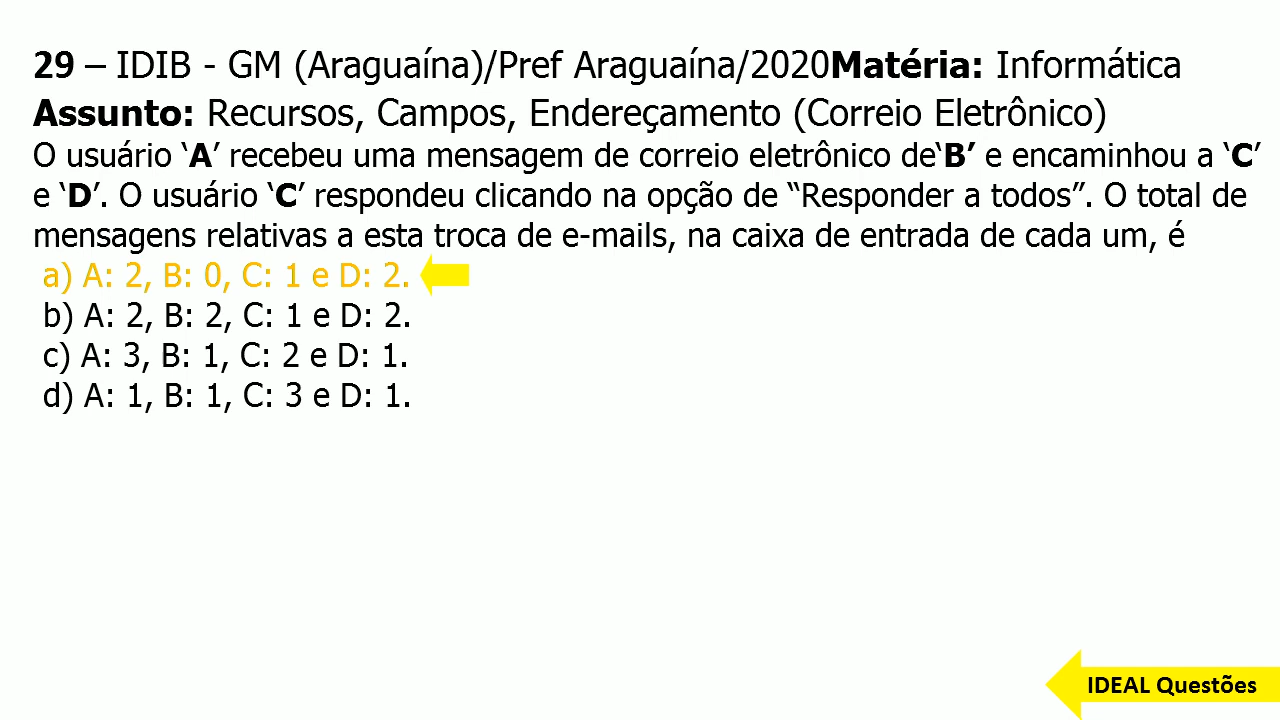 29 – IDIB - GM (Araguaína)/Pref Araguaína/2020Matéria: Informática
Assunto: Recursos, Campos, Endereçamento (Correio Eletrônico)
O usuário ‘A’ recebeu uma mensagem de correio eletrônico de‘B’ e encaminhou a ‘C’
e ‘D’. O usuário ‘C’ respondeu clicando na opção de “Responder a todos”. O total de
mensagens relativas a esta troca de e-mails, na caixa de entrada de cada um, é
a) A: 2, B: 0, C: 1 e D: 2.
b) A: 2, B: 2, C: 1 e D: 2.
c) A: 3, B: 1, C: 2 e D: 1.
d) A: 1, B: 1, C: 3 e D: 1.
IDEAL Questões